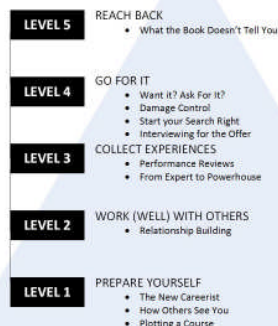 LEVEL 5
REACH BACK
• What the Book Doesn't Tell You
LEVEL 4
GO FOR IT
• Want it? Ask For It?
• Damage Control
• Start your Search Right
• Interviewing for the Offer
LEVEL 3
COLLECT EXPERIENCES
• Performance Reviews
• From Expert to Powerhouse
LEVEL 2
WORK (WELL) WITH OTHERS
• Relationship Building
LEVEL 1
PREPARE YOURSELF
• The New Careerist
• How Others See You
• Plotting a Course